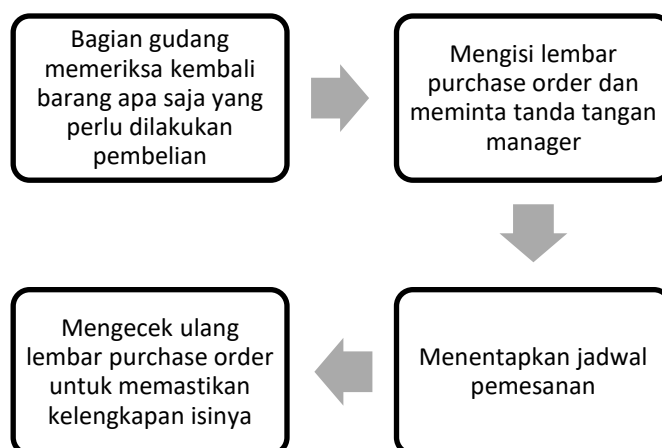 Bagian gudang
memeriksa kembali
barang apa saja yang
perlu dilakukan
pembelian
Mengisi lembar
purchase order dan
meminta tanda tangan
manager
Menentapkan jadwal
pemesanan
Mengecek ulang
lembar purchase order
untuk memastikan
kelengkapan isinya